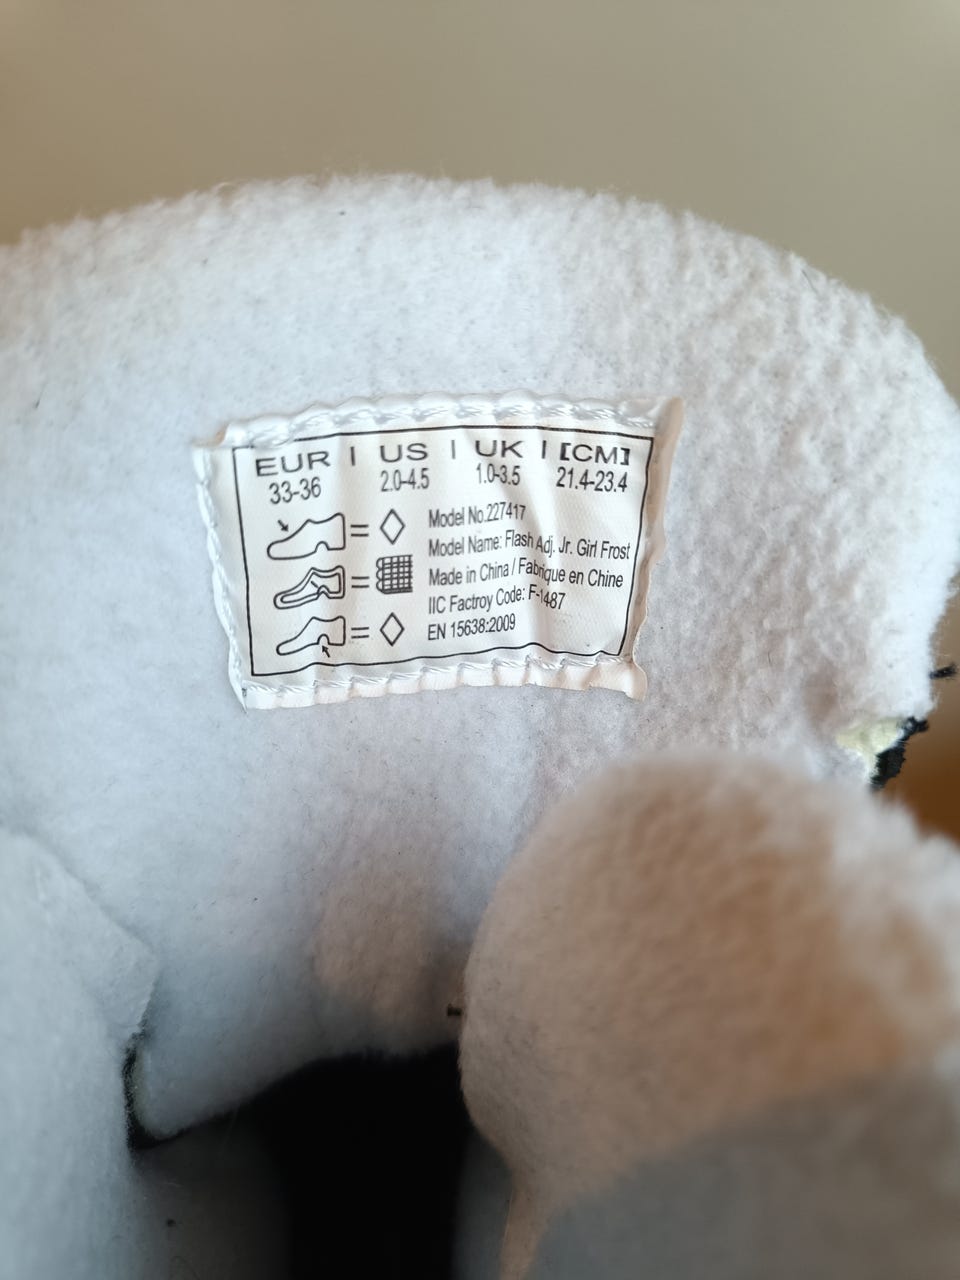 EUR | US | UK | [CM]
33-36 2.0-4.5 1.0-3.5 21.4-23.4
Model No.227417
Model Name: Flash Adj. Jr. Girl Frost
Made in China / Fabrique en Chine
IIC Factroy Code: F-1487
EN 15638:2009